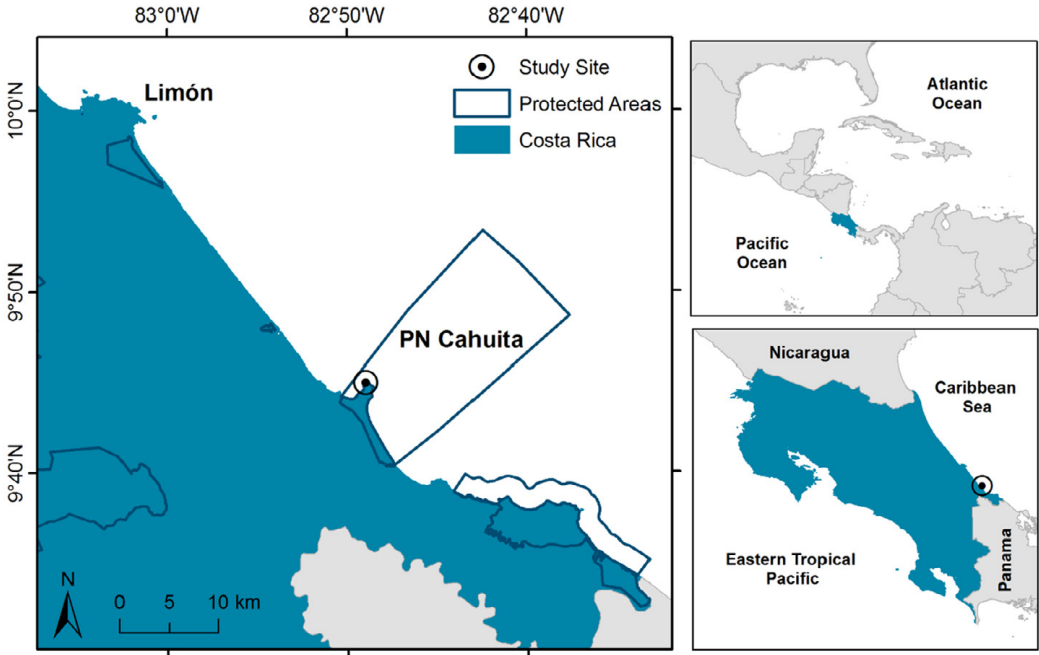 83°0'W
82°50'W
82°40'W
10°0'N
9°50'N
9°40'N
Limón
Study Site
Protected Areas
Costa Rica
PN Cahuita
N
0 5 10 km
Atlantic
Ocean
Pacific
Ocean
Nicaragua
Caribbean
Sea
Eastern Tropical
Pacific
Panama